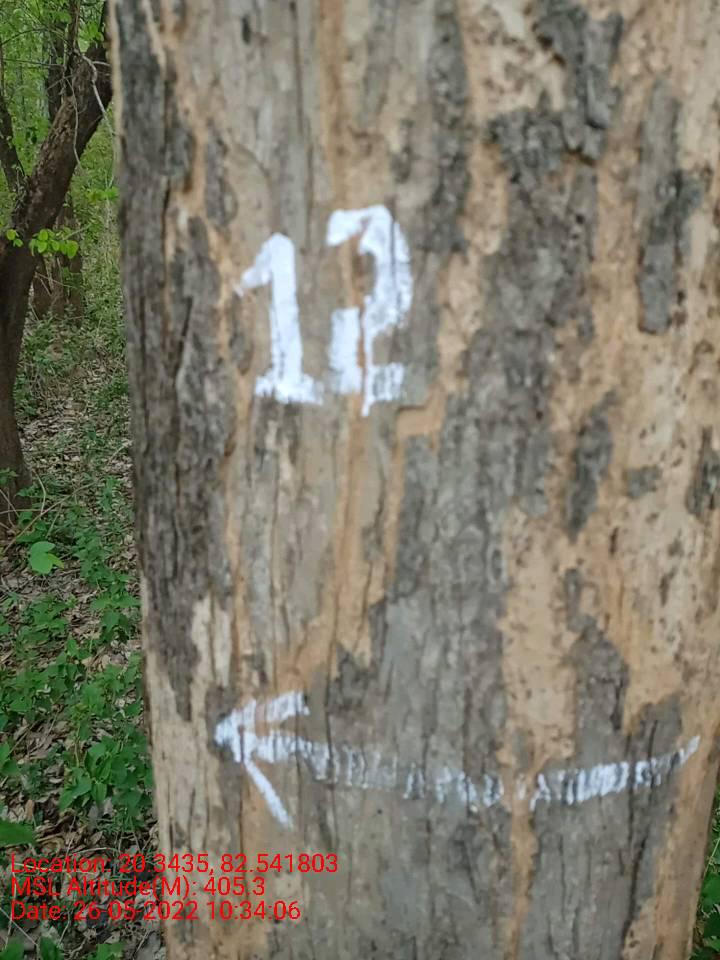 12
Location: 20.3435, 82.541803
MSL Altitude(M): 405.3
Date: 26-05-2022 10:34:06